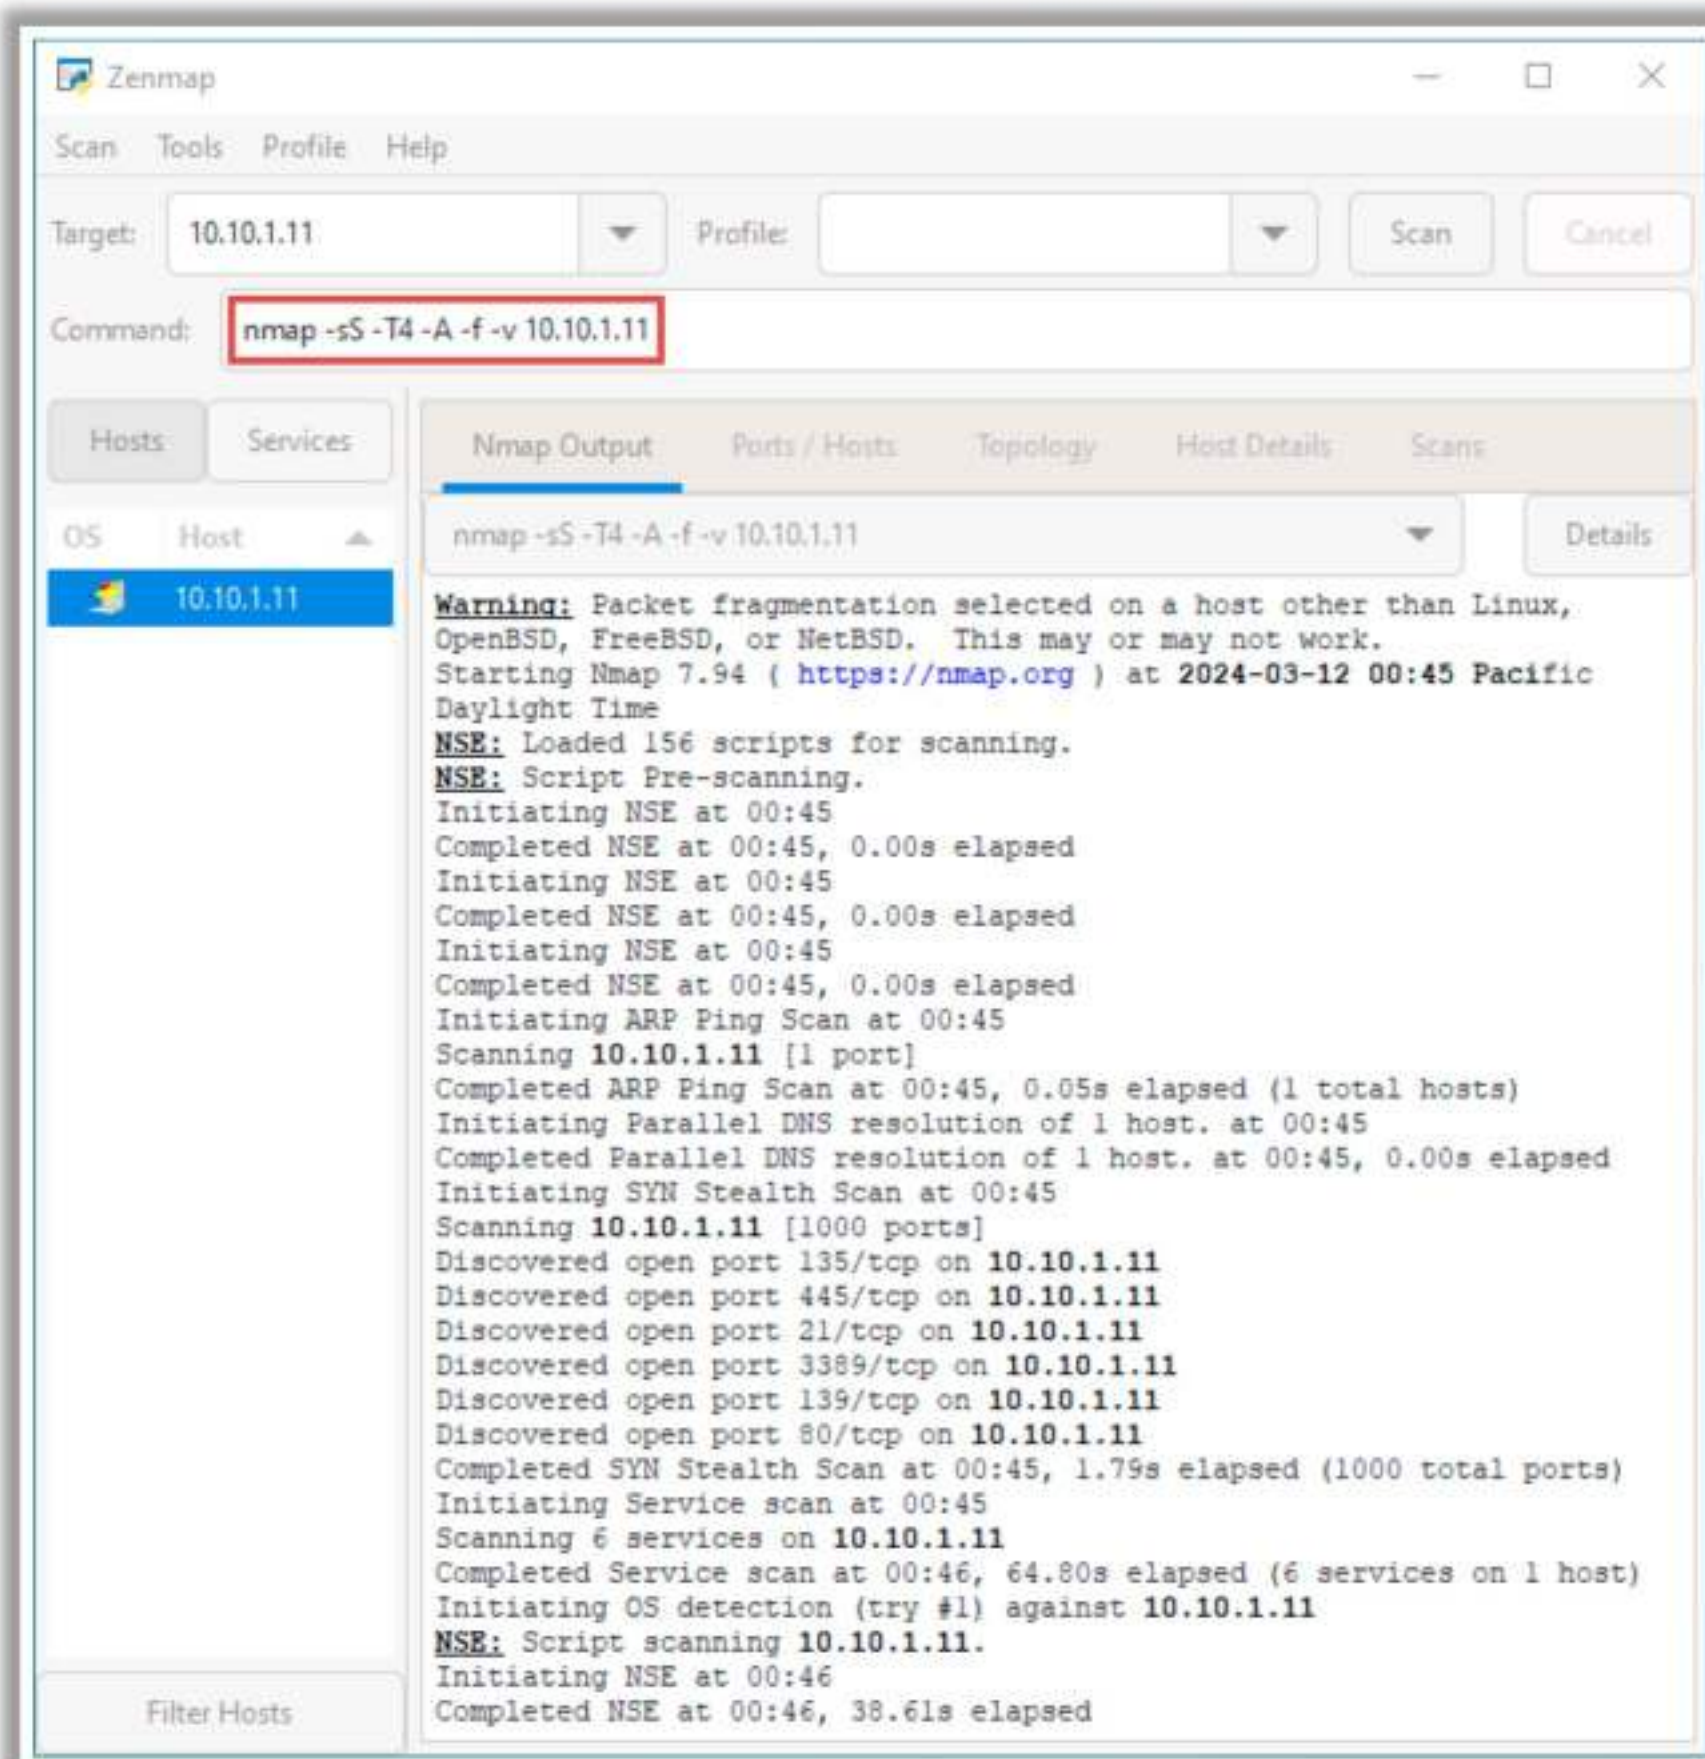 Zenmap
Scan Tools Profile Help
Target: 10.10.1.11 Profile: Scan Cancel
Command: nmap -sS -T4 -A -f -v 10.10.1.11
Hosts Services
Nmap Output Ports / Hosts Topology Host Details Scans
OS Host
nmap -sS -T4 -A -f -v 10.10.1.11 Details
10.10.1.11
Warning: Packet fragmentation selected on a host other than Linux,
OpenBSD, FreeBSD, or NetBSD.  This may or may not work.
Starting Nmap 7.94 ( https://nmap.org ) at 2024-03-12 00:45 Pacific
Daylight Time
NSE: Loaded 156 scripts for scanning.
NSE: Script Pre-scanning.
Initiating NSE at 00:45
Completed NSE at 00:45, 0.00s elapsed
Initiating NSE at 00:45
Completed NSE at 00:45, 0.00s elapsed
Initiating NSE at 00:45
Completed NSE at 00:45, 0.00s elapsed
Initiating ARP Ping Scan at 00:45
Scanning 10.10.1.11 [1 port]
Completed ARP Ping Scan at 00:45, 0.05s elapsed (1 total hosts)
Initiating Parallel DNS resolution of 1 host. at 00:45
Completed Parallel DNS resolution of 1 host. at 00:45, 0.00s elapsed
Initiating SYN Stealth Scan at 00:45
Scanning 10.10.1.11 [1000 ports]
Discovered open port 135/tcp on 10.10.1.11
Discovered open port 445/tcp on 10.10.1.11
Discovered open port 21/tcp on 10.10.1.11
Discovered open port 3389/tcp on 10.10.1.11
Discovered open port 139/tcp on 10.10.1.11
Discovered open port 80/tcp on 10.10.1.11
Completed SYN Stealth Scan at 00:45, 1.79s elapsed (1000 total ports)
Initiating Service scan at 00:45
Scanning 6 services on 10.10.1.11
Completed Service scan at 00:46, 64.80s elapsed (6 services on 1 host)
Initiating OS detection (try #1) against 10.10.1.11
NSE: Script scanning 10.10.1.11.
Initiating NSE at 00:46
Completed NSE at 00:46, 38.61s elapsed
Filter Hosts